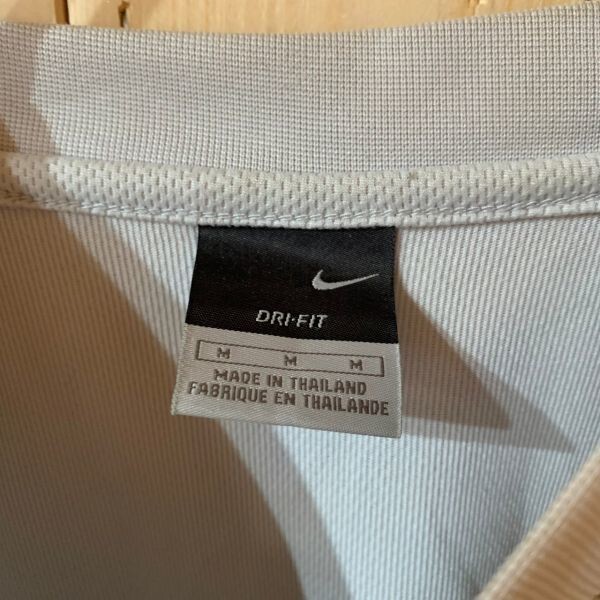 DRI-FIT
M M M
MADE IN THAILAND
FABRIQUE EN THAILANDE